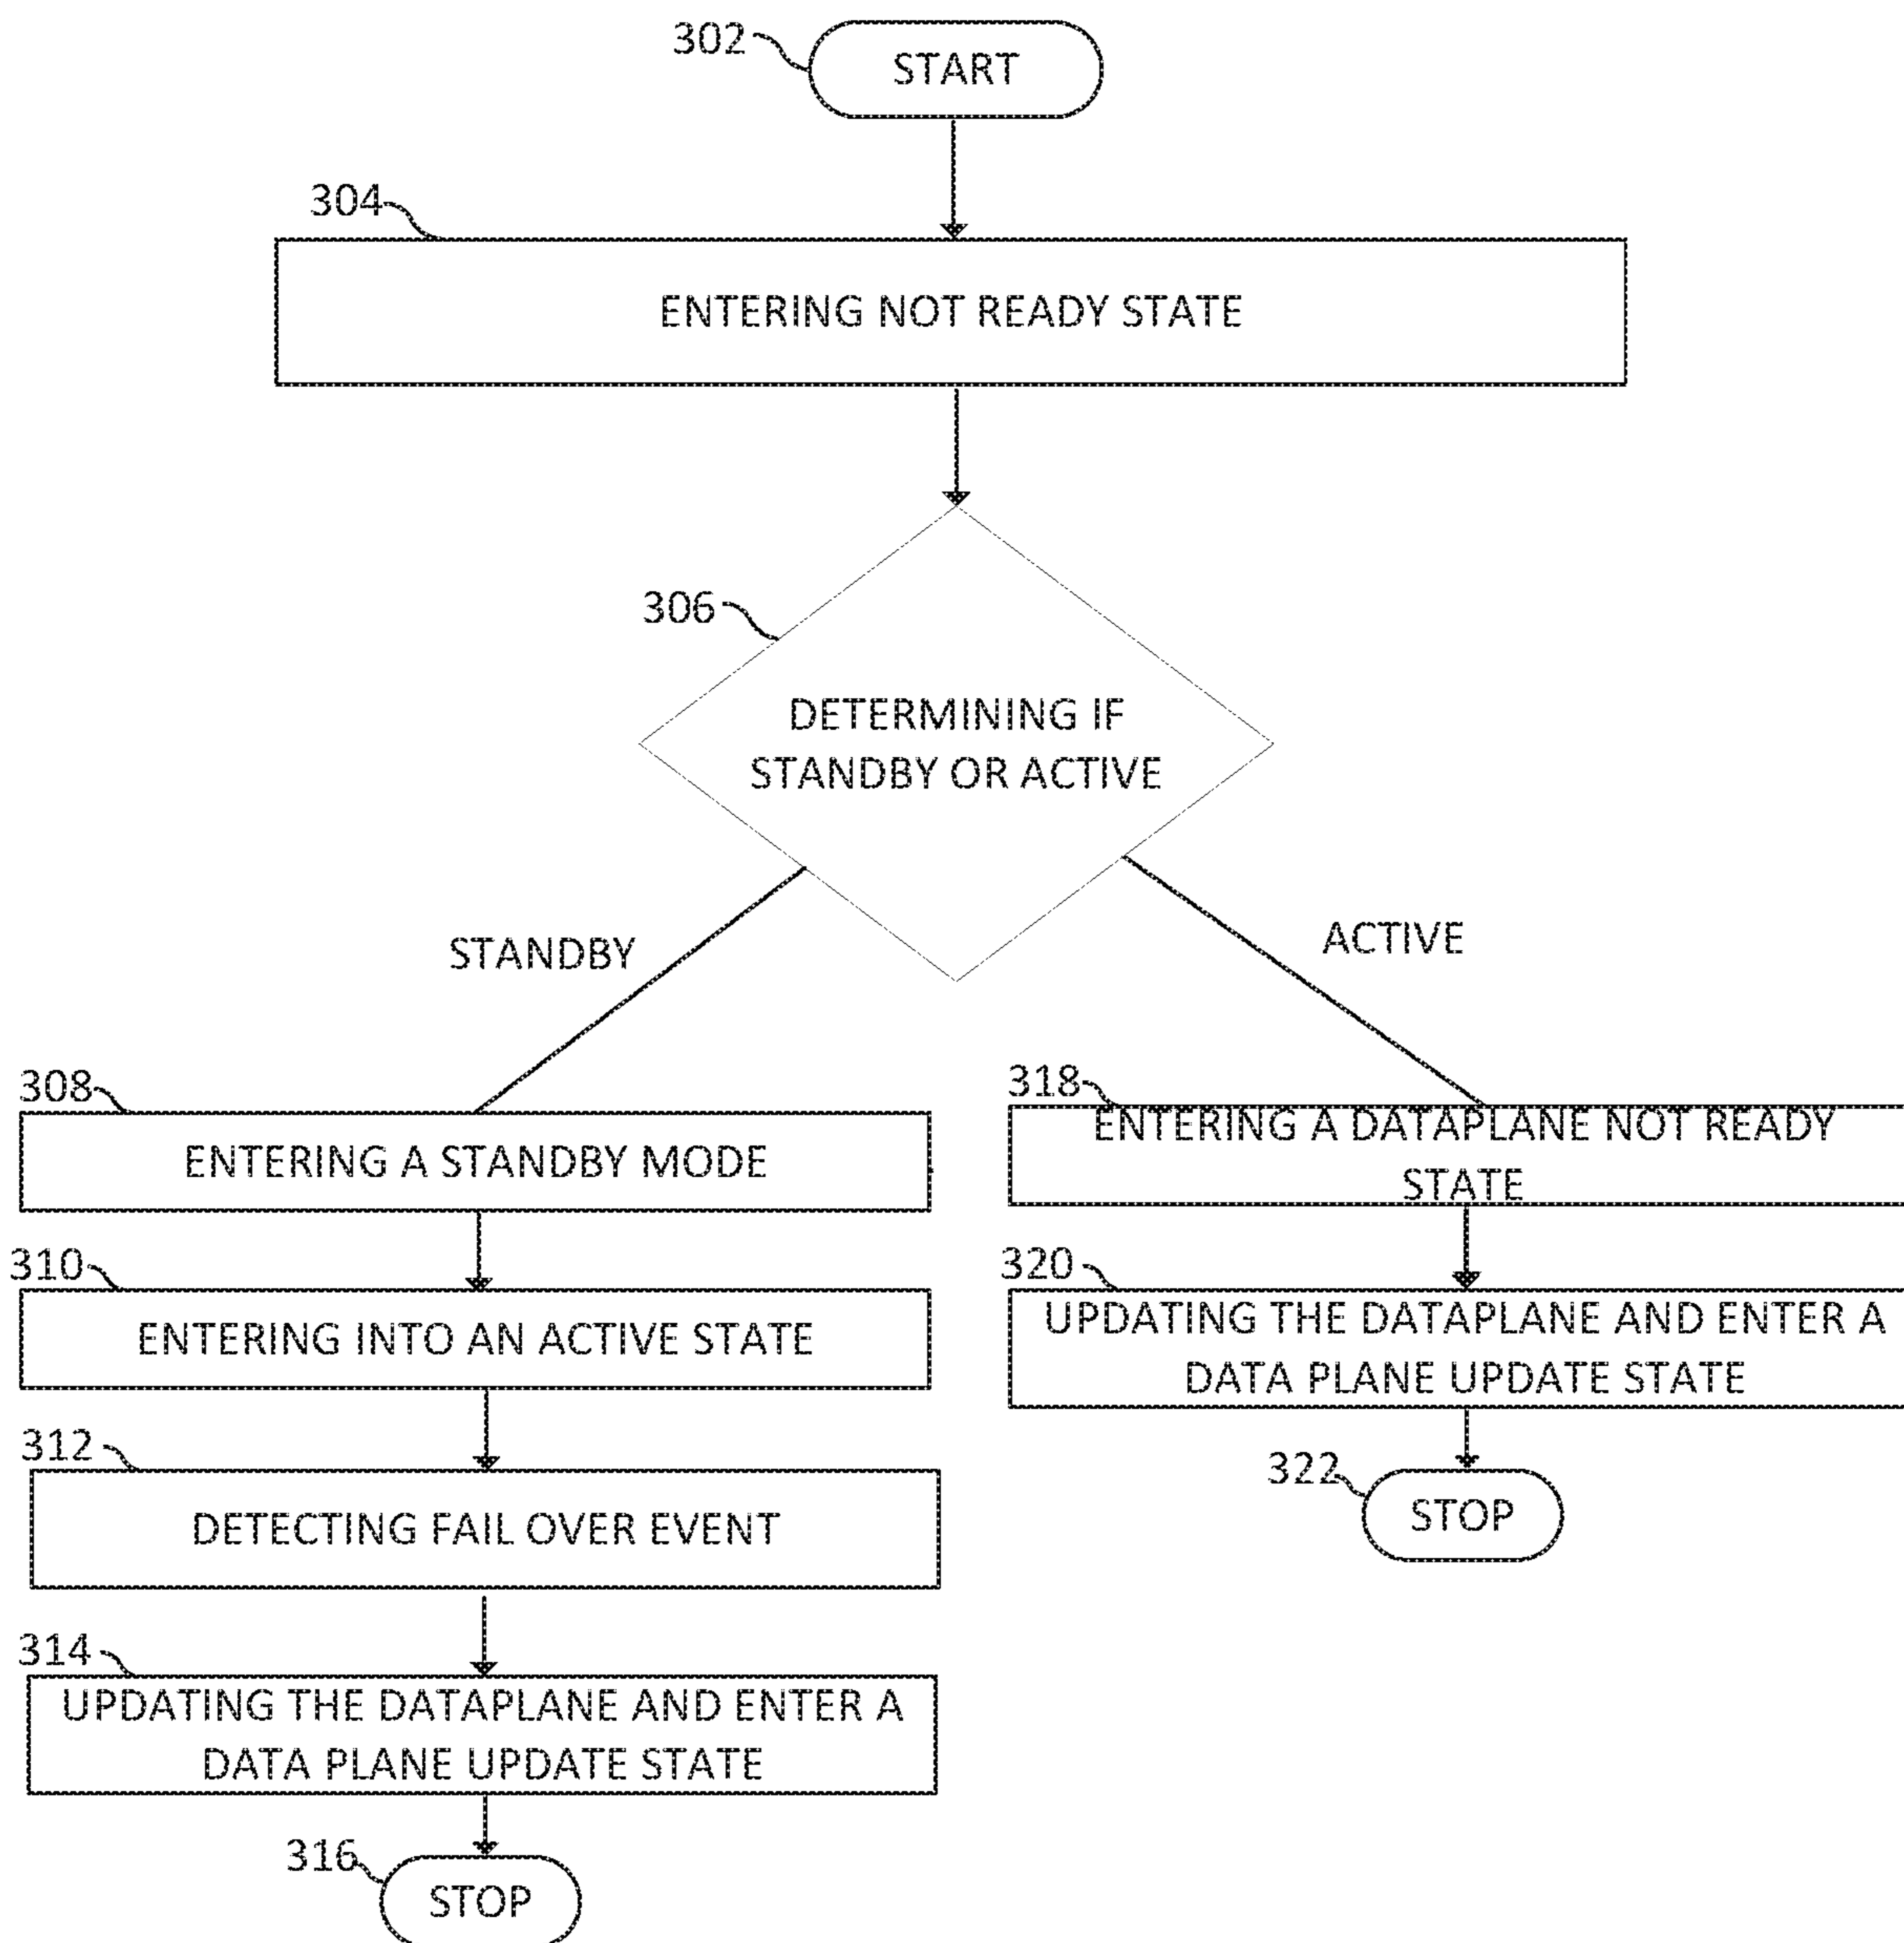 302
START
304
ENTERING NOT READY STATE
306
DETERMINING IF
STANDBY OR ACTIVE
STANDBY
ACTIVE
308
ENTERING A STANDBY MODE
310
ENTERING INTO AN ACTIVE STATE
312
DETECTING FAIL OVER EVENT
314
UPDATING THE DATAPLANE AND ENTER A
DATA PLANE UPDATE STATE
316
STOP
318
ENTERING A DATAPLANE NOT READY
STATE
320
UPDATING THE DATAPLANE AND ENTER A
DATA PLANE UPDATE STATE
322
STOP